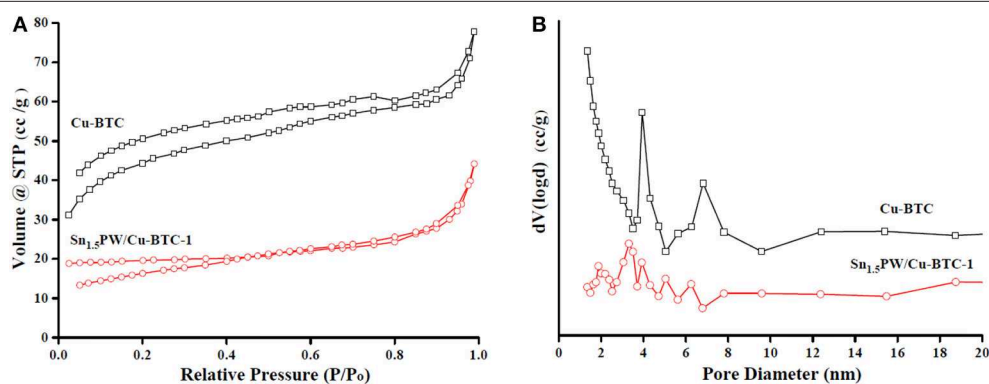 A
Volume @ STP (cc /g)
80
70
60
50
40
30
20
10
0
Cu-BTC
Sn1.5PW/Cu-BTC-1
0.0 0.2 0.4 0.6 0.8 1.0
Relative Pressure (P/Po)
B
dV(logd) (cc/g)
Cu-BTC
Sn1.5PW/Cu-BTC-1
0 2 4 6 8 10 12 14 16 18 20
Pore Diameter (nm)